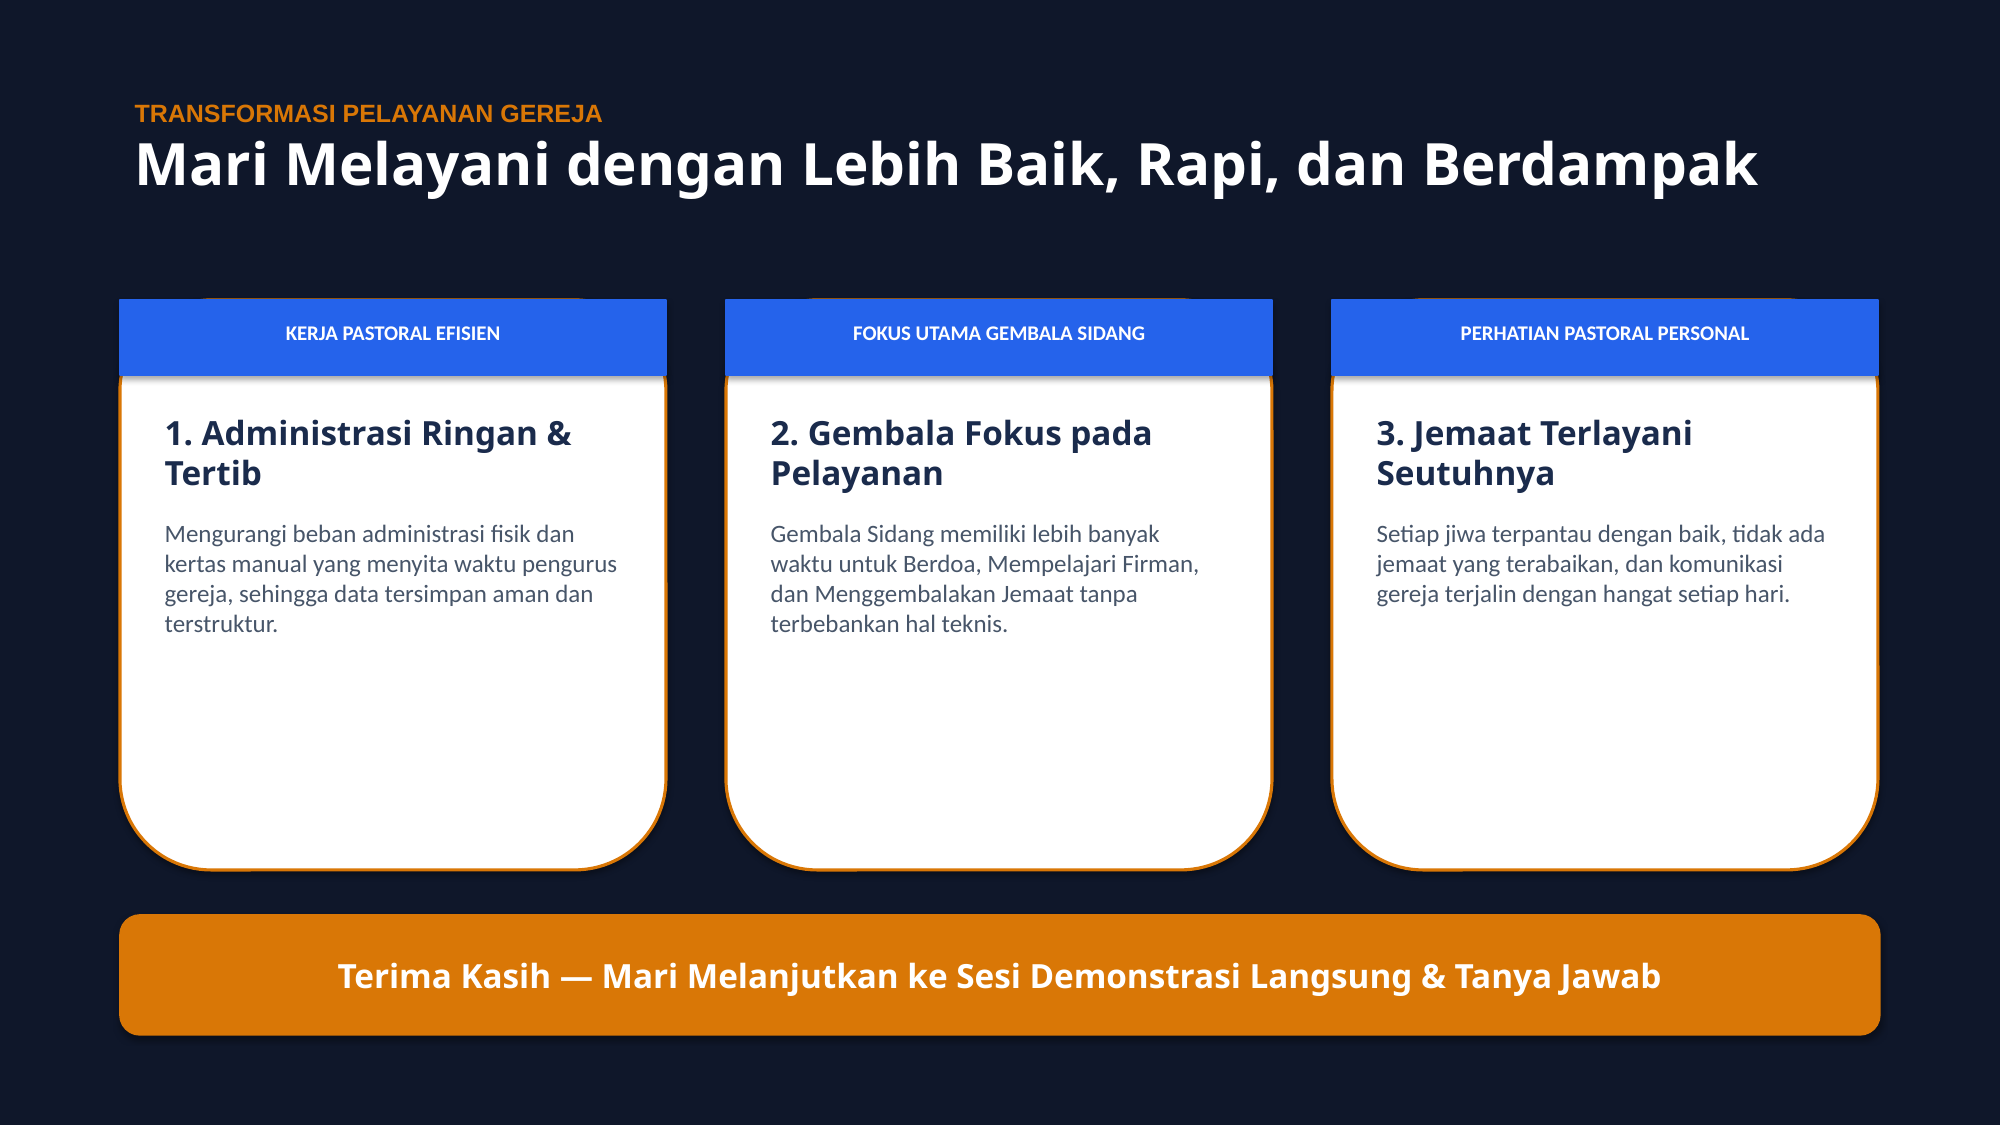 TRANSFORMASI PELAYANAN GEREJA
Mari Melayani dengan Lebih Baik, Rapi, dan Berdampak
KERJA PASTORAL EFISIEN
1. Administrasi Ringan &
Tertib
Mengurangi beban administrasi fisik dan
kertas manual yang menyita waktu pengurus
gereja, sehingga data tersimpan aman dan
terstruktur.
FOKUS UTAMA GEMBALA SIDANG
2. Gembala Fokus pada
Pelayanan
Gembala Sidang memiliki lebih banyak
waktu untuk Berdoa, Mempelajari Firman,
dan Menggembalakan Jemaat tanpa
terbebankan hal teknis.
PERHATIAN PASTORAL PERSONAL
3. Jemaat Terlayani
Seutuhnya
Setiap jiwa terpantau dengan baik, tidak ada
jemaat yang terabaikan, dan komunikasi
gereja terjalin dengan hangat setiap hari.
Terima Kasih — Mari Melanjutkan ke Sesi Demonstrasi Langsung & Tanya Jawab